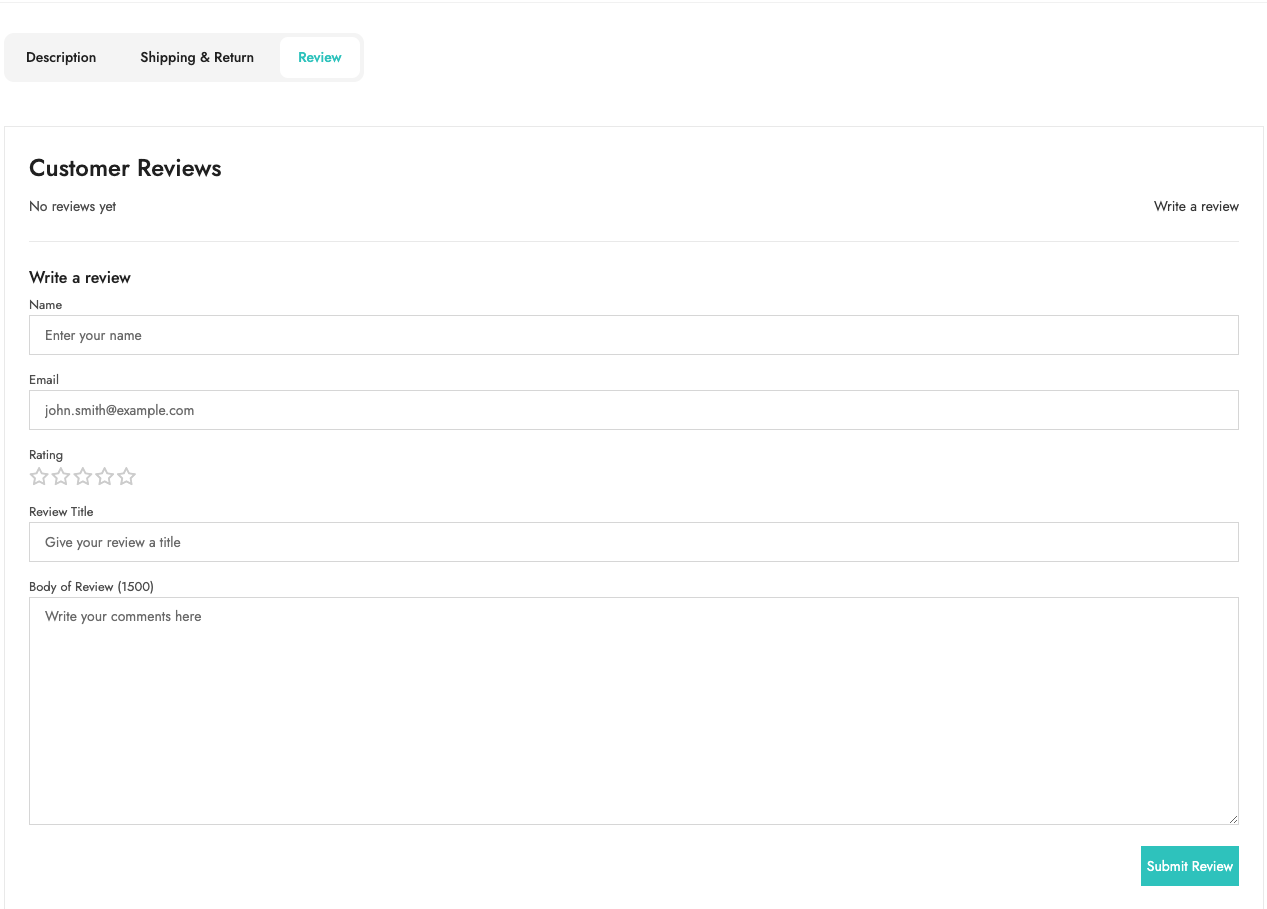 Description Shipping & Return Review
Customer Reviews
No reviews yet Write a review
Write a review
Name
Enter your name
Email
john.smith@example.com
Rating
Review Title
Give your review a title
Body of Review (1500)
Write your comments here
Submit Review